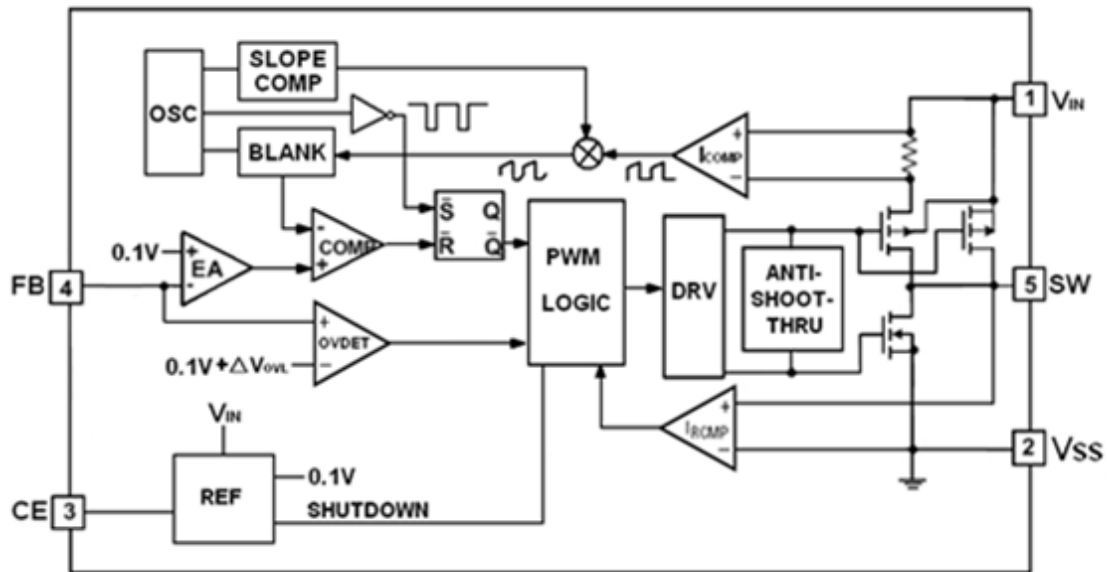 SLOPE
COMP
OSC
BLANK
+
ICOMP
−
1
VIN
S̄ Q
R̄ Q̄
-
COMP
+
0.1V
+
EA
-
FB 4
PWM
LOGIC
DRV
ANTI-
SHOOT-
THRU
5 SW
+
OVDET
−
0.1V+△VOVL
+
IRCMP
−
2 VSS
VIN
REF
0.1V
SHUTDOWN
CE 3